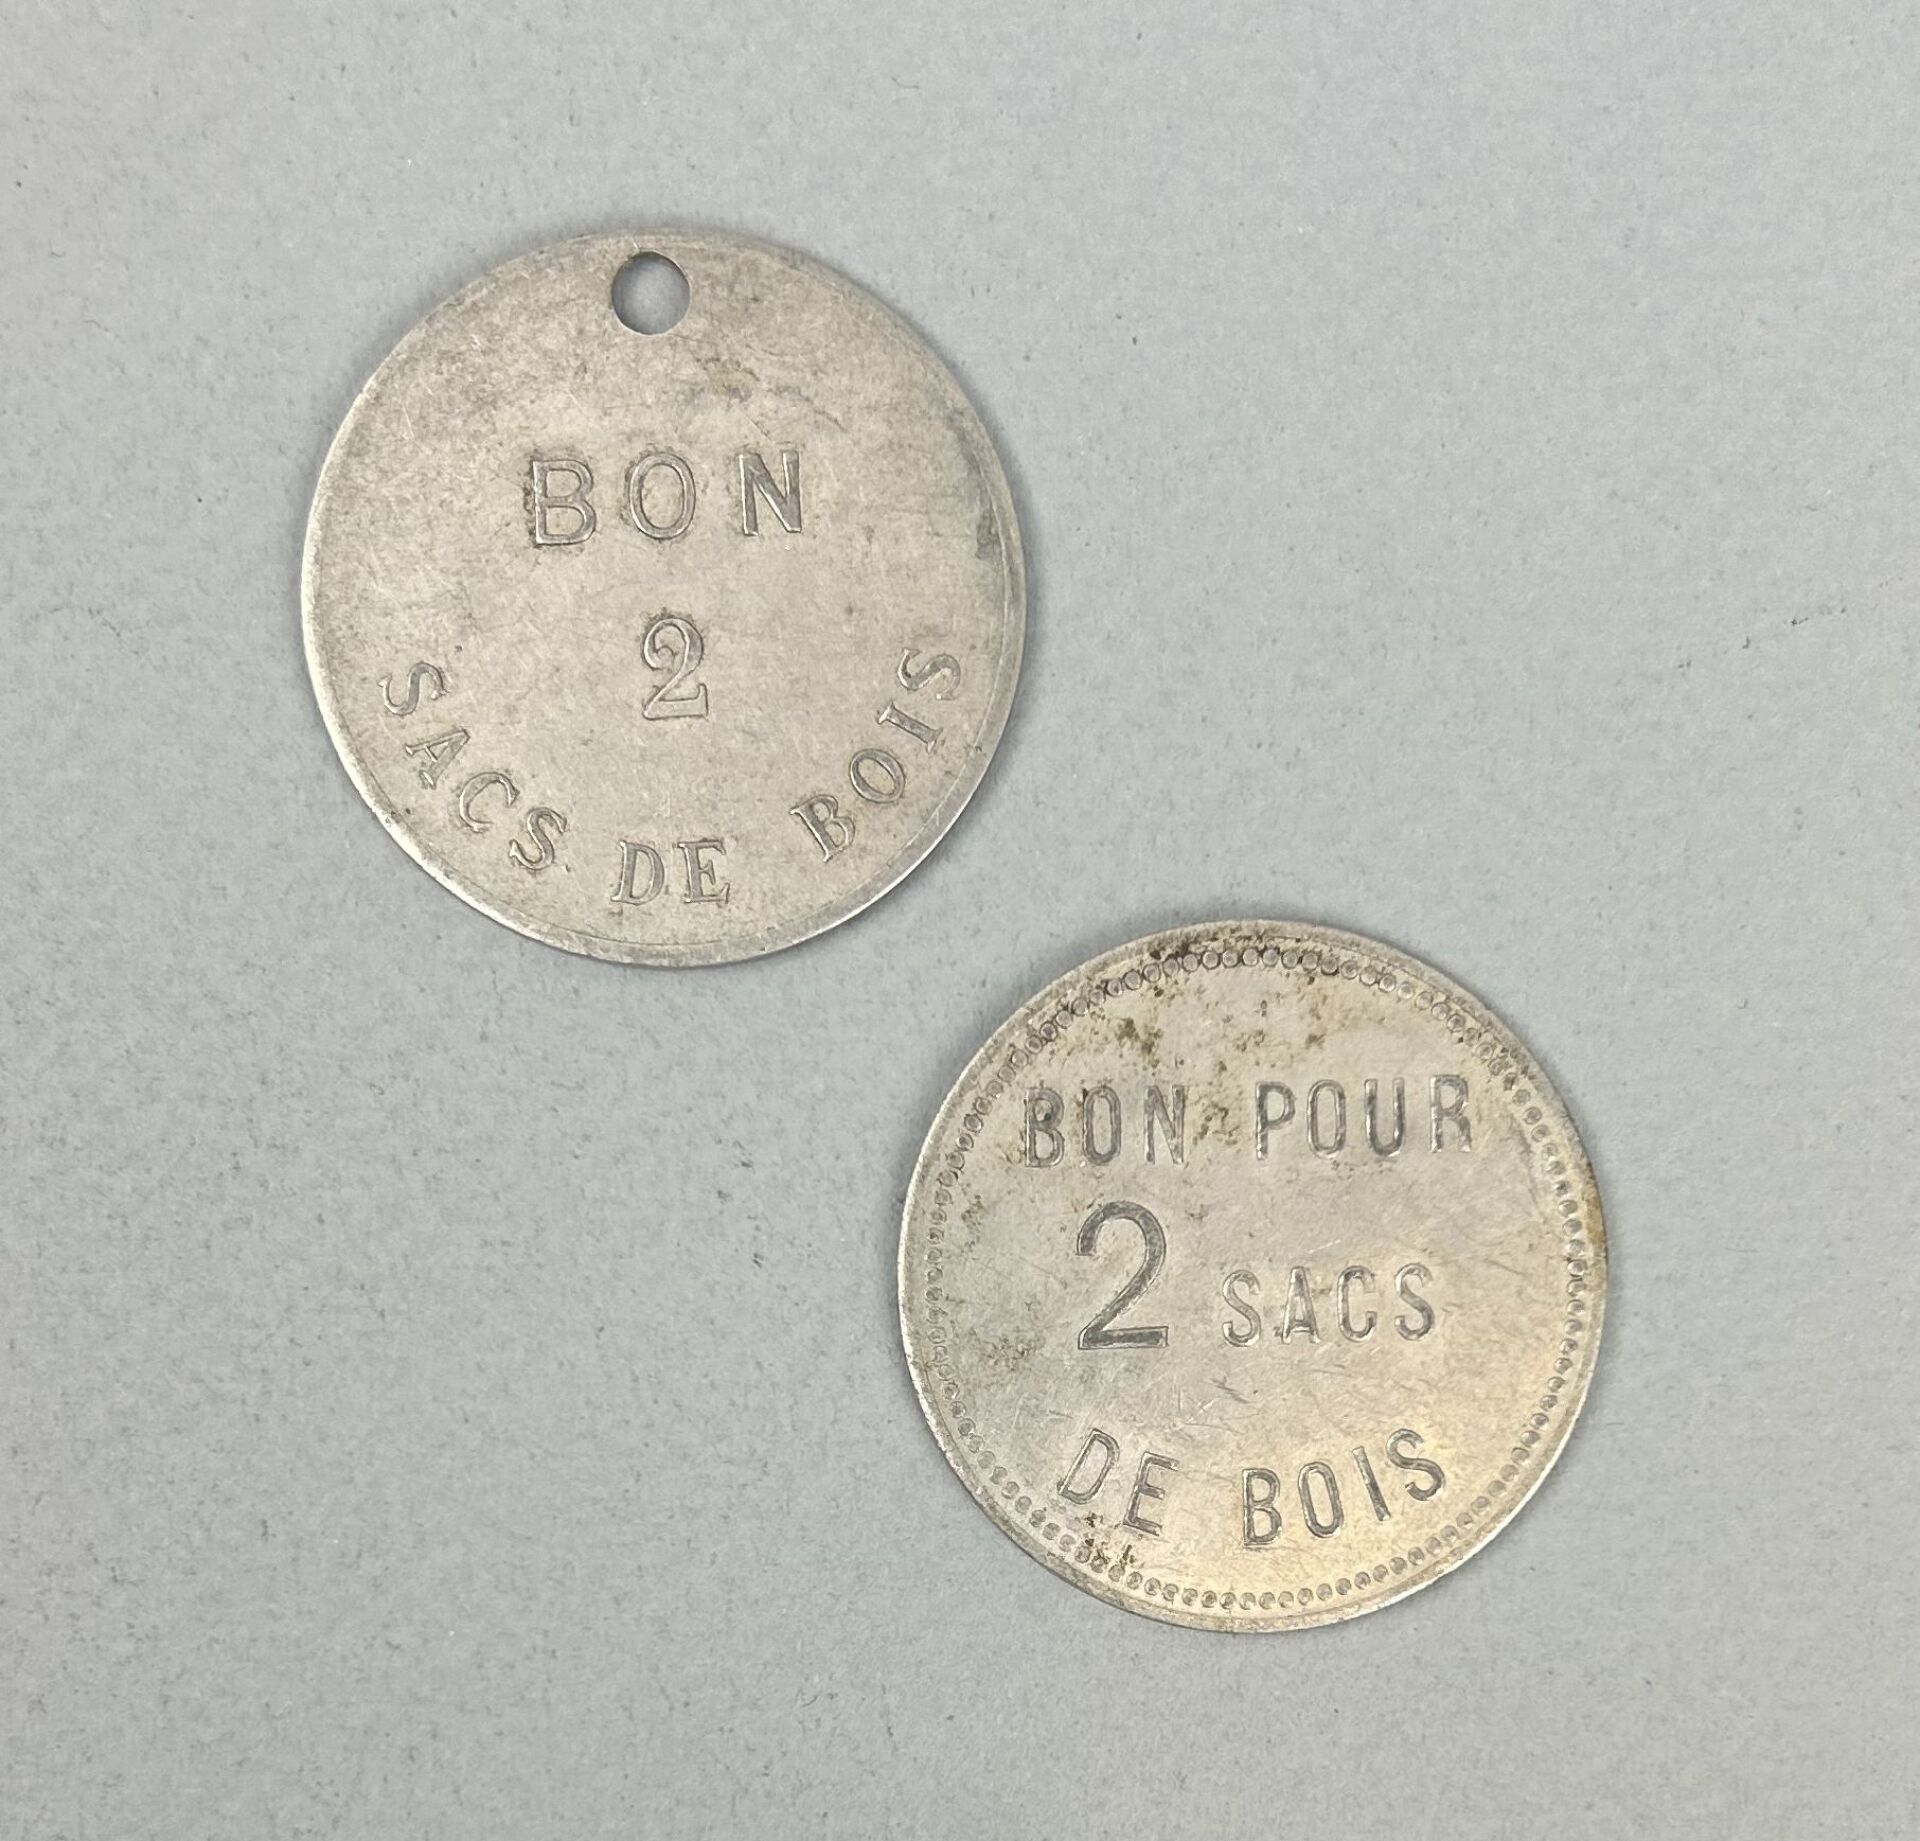 BON
2
SACS DE BOIS
BON POUR
2 SACS
DE BOIS